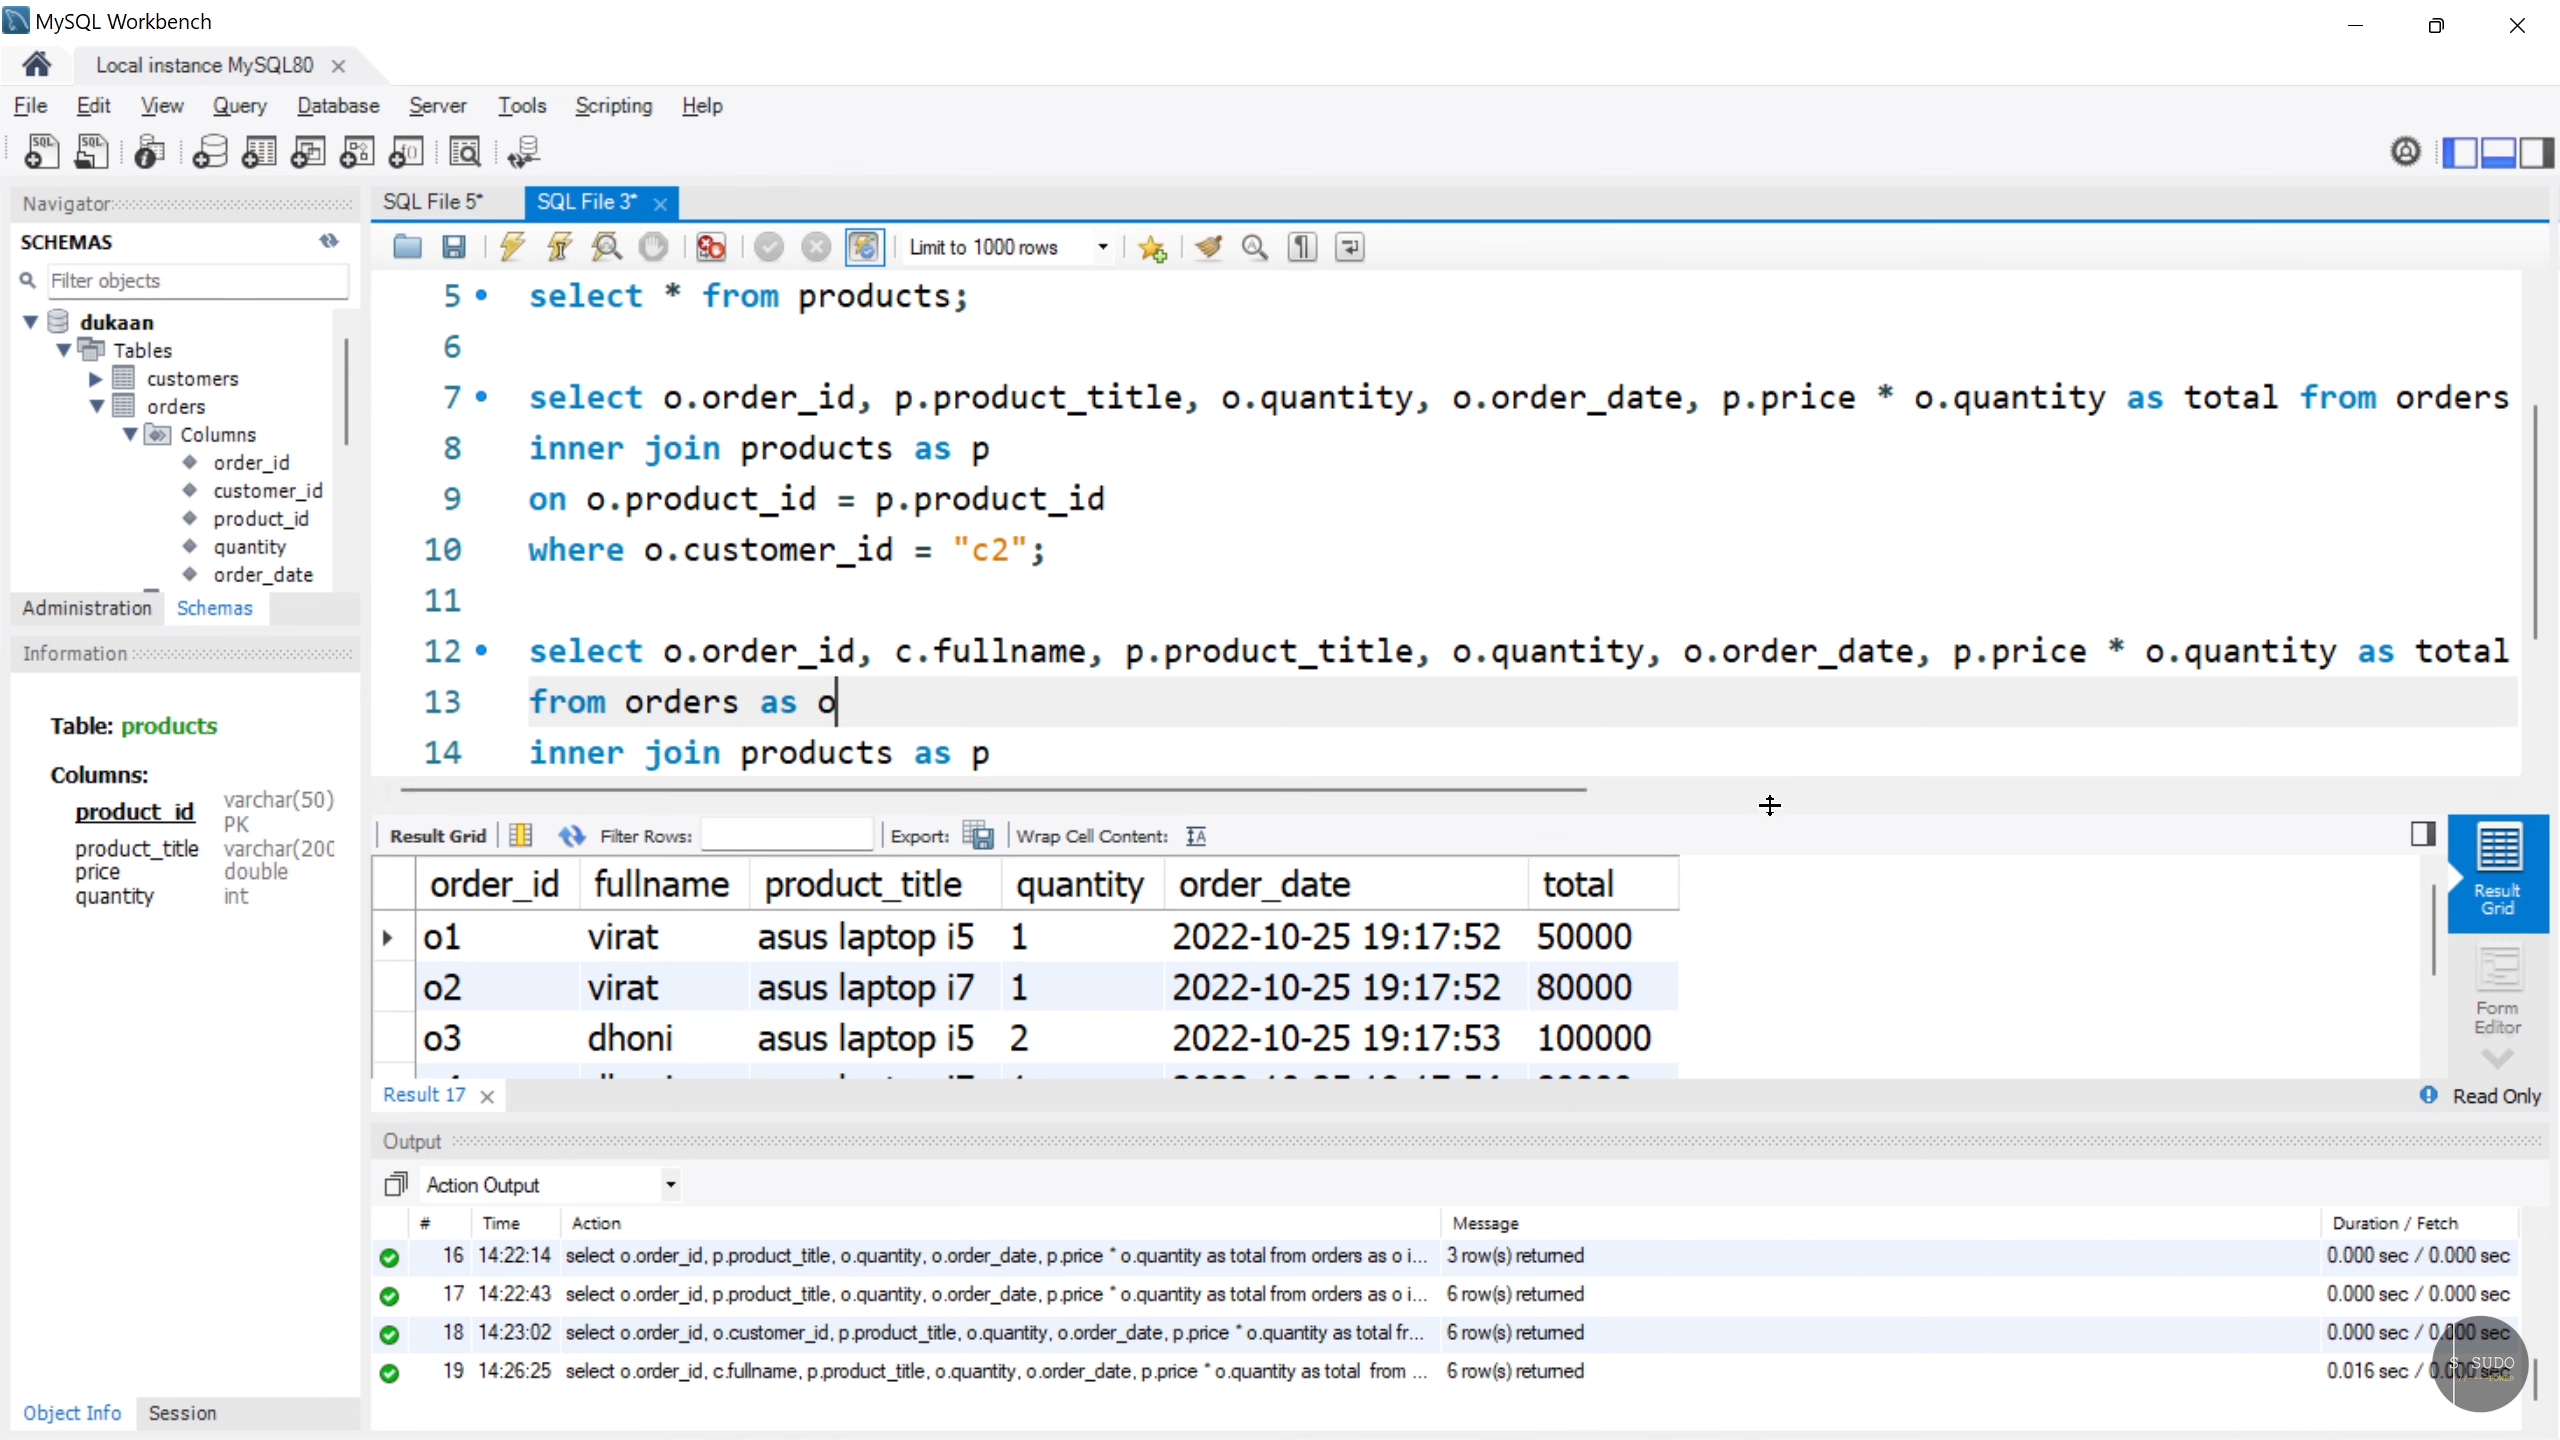 MySQL Workbench
Local instance MySQL80
File Edit View Query Database Server Tools Scripting Help
Navigator
SCHEMAS
Filter objects
dukaan
Tables
customers
orders
Columns
order_id
customer_id
product_id
quantity
order_date
Administration Schemas
Information
Table: products
Columns:
product_id varchar(50) PK
product_title varchar(200
price double
quantity int
Object Info Session
SQL File 5* SQL File 3*
Limit to 1000 rows
5 select * from products;
6
7 select o.order_id, p.product_title, o.quantity, o.order_date, p.price * o.quantity as total from orders
8 inner join products as p
9 on o.product_id = p.product_id
10 where o.customer_id = "c2";
11
12 select o.order_id, c.fullname, p.product_title, o.quantity, o.order_date, p.price * o.quantity as total
13 from orders as o
14 inner join products as p
Result Grid Filter Rows: Export: Wrap Cell Content:
order_id fullname product_title quantity order_date total
o1 virat asus laptop i5 1 2022-10-25 19:17:52 50000
o2 virat asus laptop i7 1 2022-10-25 19:17:52 80000
o3 dhoni asus laptop i5 2 2022-10-25 19:17:53 100000
Result Grid
Form Editor
Result 17
Read Only
Output
Action Output
# Time Action Message Duration / Fetch
16 14:22:14 select o.order_id, p.product_title, o.quantity, o.order_date, p.price * o.quantity as total from orders as o i... 3 row(s) returned 0.000 sec / 0.000 sec
17 14:22:43 select o.order_id, p.product_title, o.quantity, o.order_date, p.price * o.quantity as total from orders as o i... 6 row(s) returned 0.000 sec / 0.000 sec
18 14:23:02 select o.order_id, o.customer_id, p.product_title, o.quantity, o.order_date, p.price * o.quantity as total fr... 6 row(s) returned 0.000 sec / 0.000 sec
19 14:26:25 select o.order_id, c.fullname, p.product_title, o.quantity, o.order_date, p.price * o.quantity as total from ... 6 row(s) returned 0.016 sec / 0.000 sec
SUDO